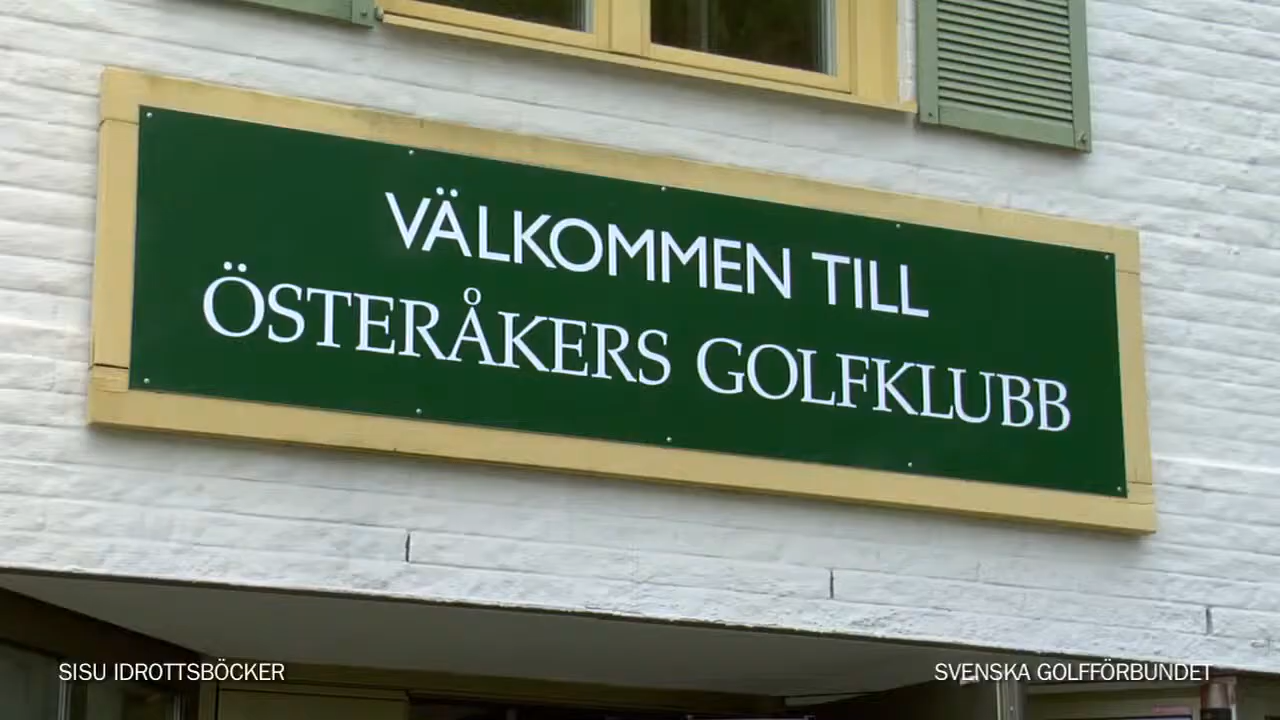 VÄLKOMMEN TILL
ÖSTERÅKERS GOLFKLUBB
SISU IDROTTSBÖCKER
SVENSKA GOLFFÖRBUNDET